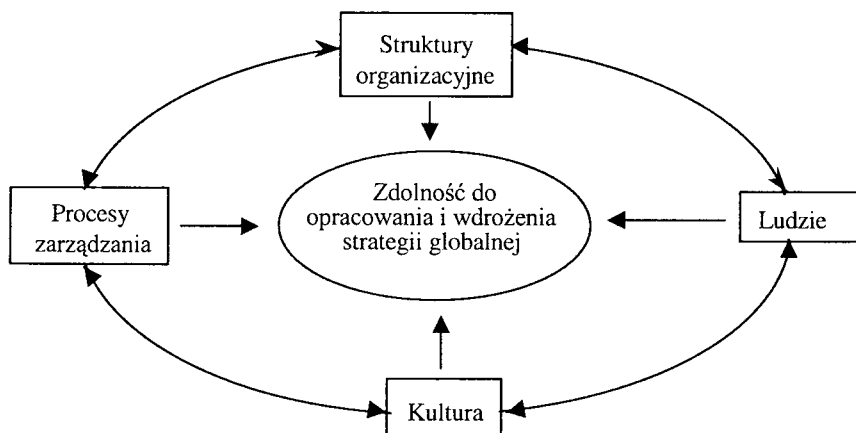 Struktury
organizacyjne
Procesy
zarządzania
Zdolność do
opracowania i wdrożenia
strategii globalnej
Ludzie
Kultura